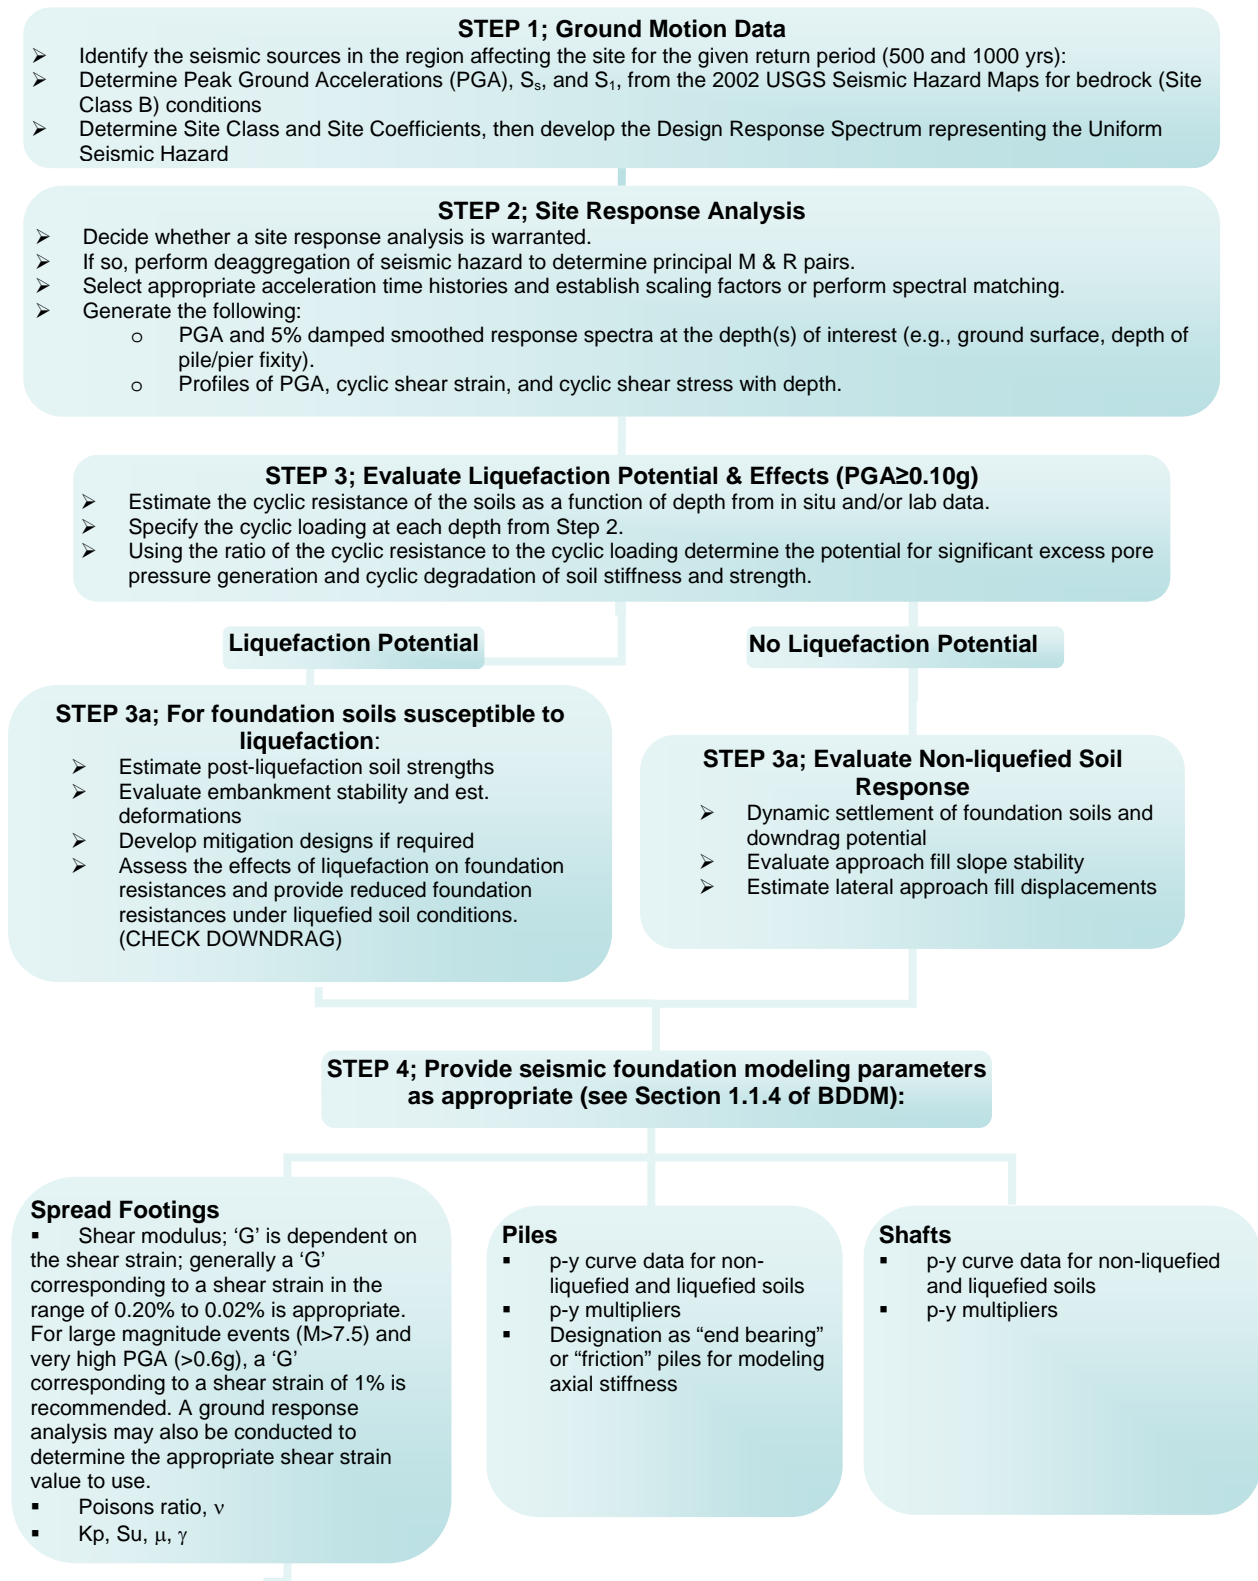 STEP 1; Ground Motion Data
➢ Identify the seismic sources in the region affecting the site for the given return period (500 and 1000 yrs):
➢ Determine Peak Ground Accelerations (PGA), Ss, and S1, from the 2002 USGS Seismic Hazard Maps for bedrock (Site
Class B) conditions
➢ Determine Site Class and Site Coefficients, then develop the Design Response Spectrum representing the Uniform
Seismic Hazard
STEP 2; Site Response Analysis
➢ Decide whether a site response analysis is warranted.
➢ If so, perform deaggregation of seismic hazard to determine principal M & R pairs.
➢ Select appropriate acceleration time histories and establish scaling factors or perform spectral matching.
➢ Generate the following:
o PGA and 5% damped smoothed response spectra at the depth(s) of interest (e.g., ground surface, depth of
pile/pier fixity).
o Profiles of PGA, cyclic shear strain, and cyclic shear stress with depth.
STEP 3; Evaluate Liquefaction Potential & Effects (PGA≥0.10g)
➢ Estimate the cyclic resistance of the soils as a function of depth from in situ and/or lab data.
➢ Specify the cyclic loading at each depth from Step 2.
➢ Using the ratio of the cyclic resistance to the cyclic loading determine the potential for significant excess pore
pressure generation and cyclic degradation of soil stiffness and strength.
Liquefaction Potential
No Liquefaction Potential
STEP 3a; For foundation soils susceptible to
liquefaction:
➢ Estimate post-liquefaction soil strengths
➢ Evaluate embankment stability and est.
deformations
➢ Develop mitigation designs if required
➢ Assess the effects of liquefaction on foundation
resistances and provide reduced foundation
resistances under liquefied soil conditions.
(CHECK DOWNDRAG)
STEP 3a; Evaluate Non-liquefied Soil
Response
➢ Dynamic settlement of foundation soils and
downdrag potential
➢ Evaluate approach fill slope stability
➢ Estimate lateral approach fill displacements
STEP 4; Provide seismic foundation modeling parameters
as appropriate (see Section 1.1.4 of BDDM):
Spread Footings
▪ Shear modulus; ‘G’ is dependent on
the shear strain; generally a ‘G’
corresponding to a shear strain in the
range of 0.20% to 0.02% is appropriate.
For large magnitude events (M>7.5) and
very high PGA (>0.6g), a ‘G’
corresponding to a shear strain of 1% is
recommended. A ground response
analysis may also be conducted to
determine the appropriate shear strain
value to use.
▪ Poisons ratio, ν
▪ Kp, Su, μ, γ
Piles
▪ p-y curve data for non-
liquefied and liquefied soils
▪ p-y multipliers
▪ Designation as “end bearing”
or “friction” piles for modeling
axial stiffness
Shafts
▪ p-y curve data for non-liquefied
and liquefied soils
▪ p-y multipliers